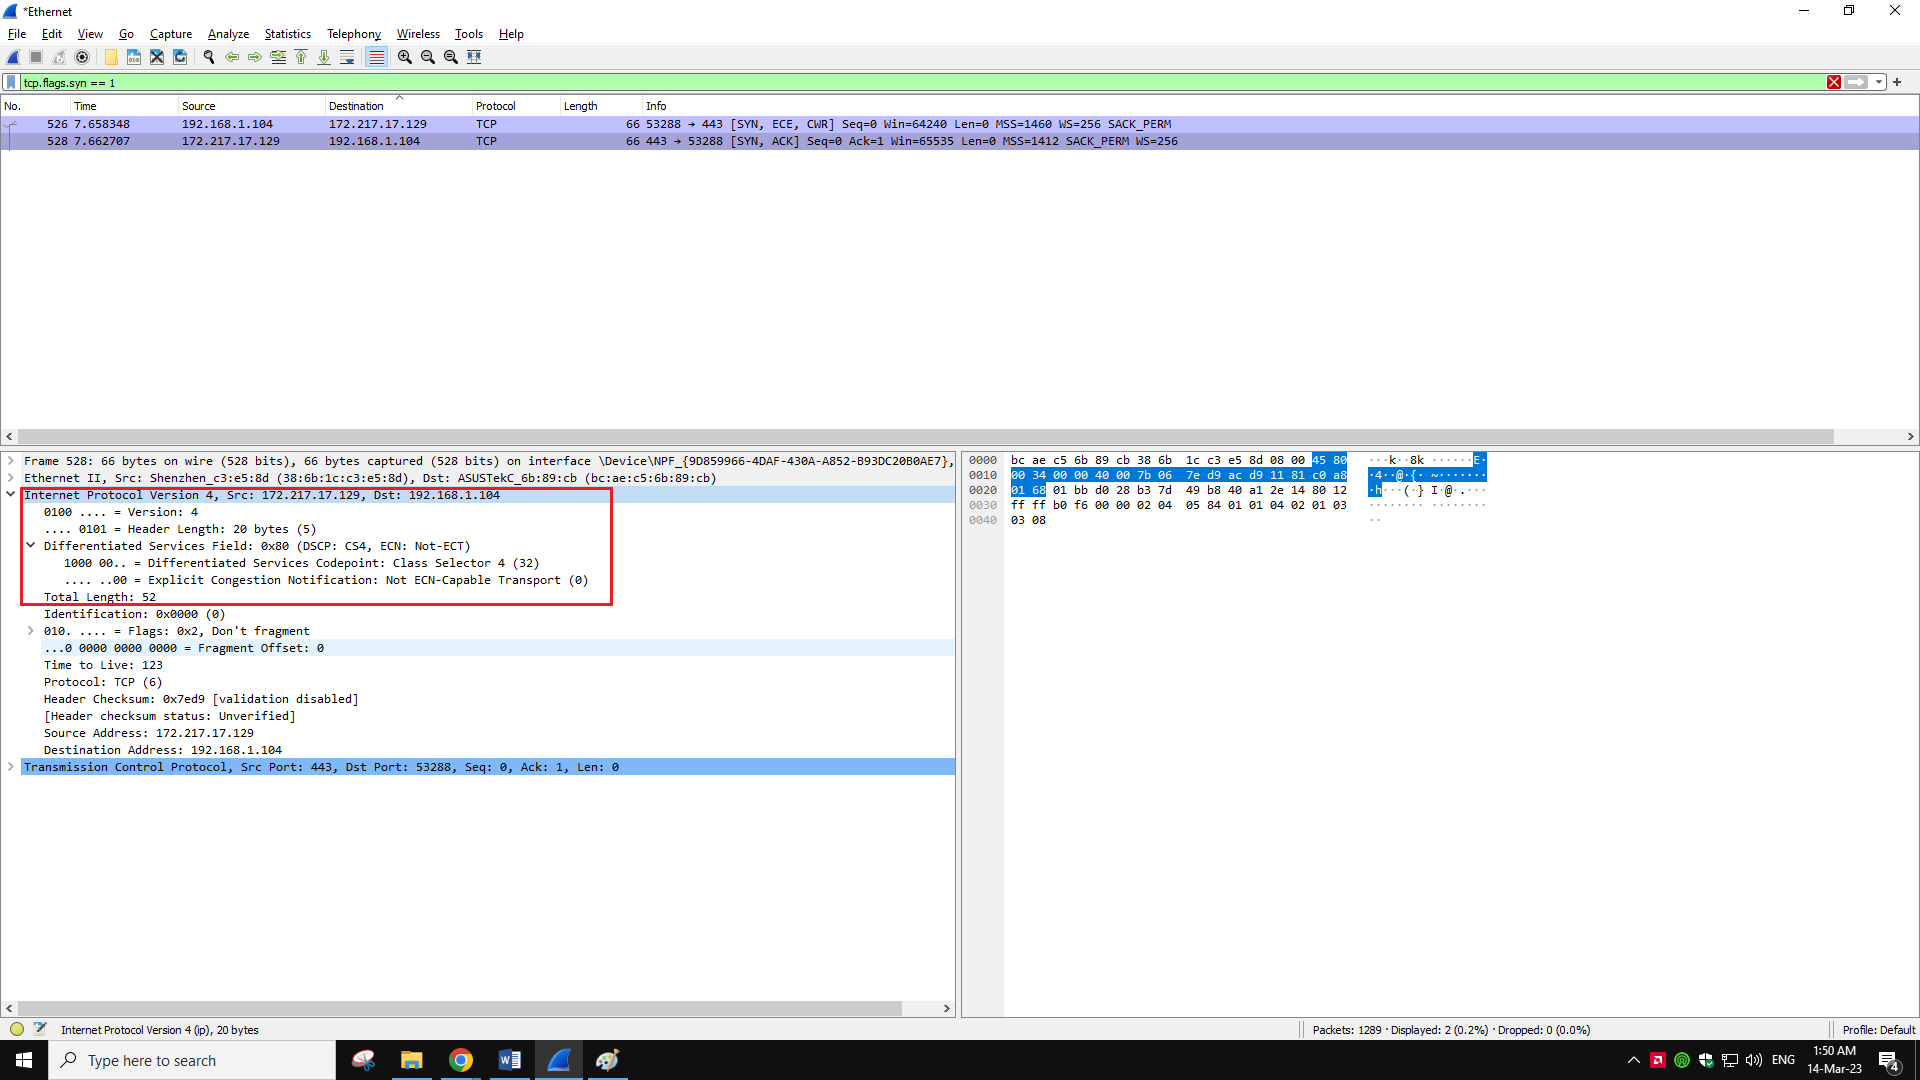 *Ethernet
File Edit View Go Capture Analyze Statistics Telephony Wireless Tools Help
tcp.flags.syn == 1
No. Time Source Destination Protocol Length Info
526 7.658348 192.168.1.104 172.217.17.129 TCP 66 53288 → 443 [SYN, ECE, CWR] Seq=0 Win=64240 Len=0 MSS=1460 WS=256 SACK_PERM
528 7.662707 172.217.17.129 192.168.1.104 TCP 66 443 → 53288 [SYN, ACK] Seq=0 Ack=1 Win=65535 Len=0 MSS=1412 SACK_PERM WS=256
Frame 528: 66 bytes on wire (528 bits), 66 bytes captured (528 bits) on interface \Device\NPF_{9D859966-4DAF-430A-A852-B93DC20B0AE7},
Ethernet II, Src: Shenzhen_c3:e5:8d (38:6b:1c:c3:e5:8d), Dst: ASUSTekC_6b:89:cb (bc:ae:c5:6b:89:cb)
Internet Protocol Version 4, Src: 172.217.17.129, Dst: 192.168.1.104
0100 .... = Version: 4
.... 0101 = Header Length: 20 bytes (5)
Differentiated Services Field: 0x80 (DSCP: CS4, ECN: Not-ECT)
1000 00.. = Differentiated Services Codepoint: Class Selector 4 (32)
.... ..00 = Explicit Congestion Notification: Not ECN-Capable Transport (0)
Total Length: 52
Identification: 0x0000 (0)
010. .... = Flags: 0x2, Don't fragment
...0 0000 0000 0000 = Fragment Offset: 0
Time to Live: 123
Protocol: TCP (6)
Header Checksum: 0x7ed9 [validation disabled]
[Header checksum status: Unverified]
Source Address: 172.217.17.129
Destination Address: 192.168.1.104
Transmission Control Protocol, Src Port: 443, Dst Port: 53288, Seq: 0, Ack: 1, Len: 0
0000 bc ae c5 6b 89 cb 38 6b 1c c3 e5 8d 08 00 45 80 ···k··8k ······E·
0010 00 34 00 00 40 00 7b 06 7e d9 ac d9 11 81 c0 a8 ·4··@·{· ~·······
0020 01 68 01 bb d0 28 b3 7d 49 b8 40 a1 2e 14 80 12 ·h···(·} I·@·.···
0030 ff ff b0 f6 00 00 02 04 05 84 01 01 04 02 01 03 ········ ········
0040 03 08 ··
Internet Protocol Version 4 (ip), 20 bytes
Packets: 1289 · Displayed: 2 (0.2%) · Dropped: 0 (0.0%)
Profile: Default
Type here to search
ENG
1:50 AM
14-Mar-23
4